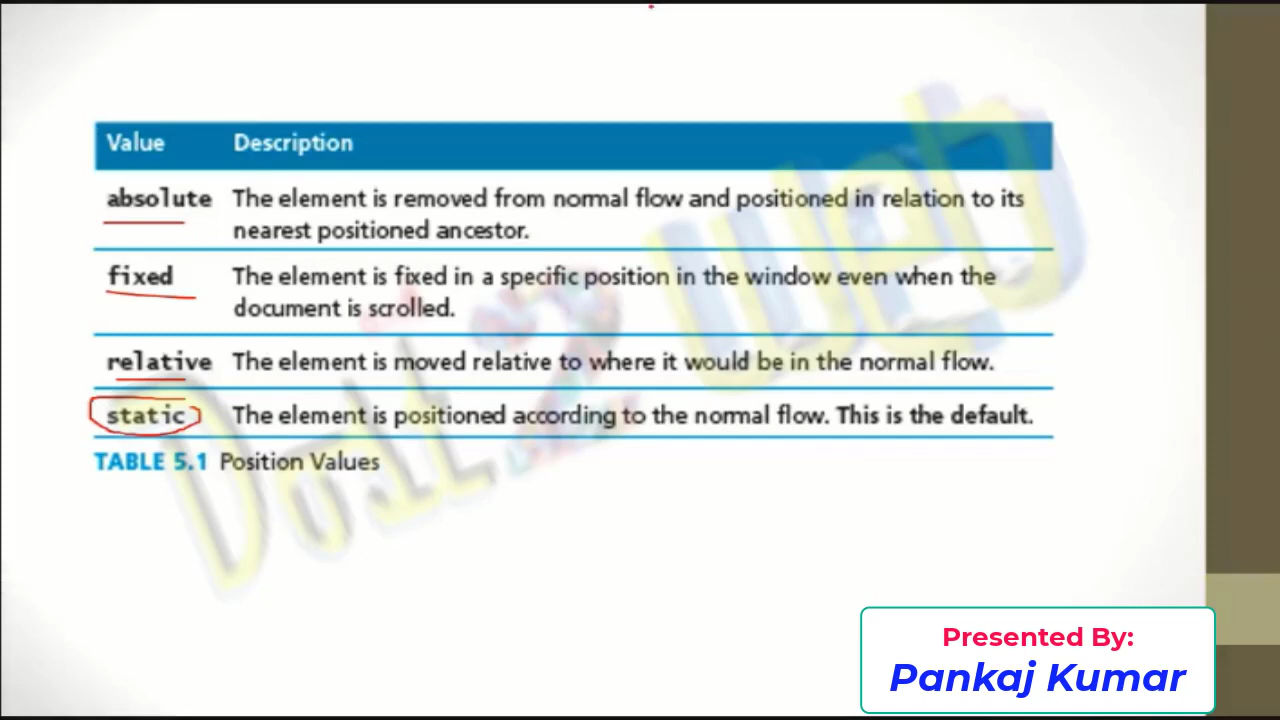 Value Description
absolute The element is removed from normal flow and positioned in relation to its
nearest positioned ancestor.
fixed The element is fixed in a specific position in the window even when the
document is scrolled.
relative The element is moved relative to where it would be in the normal flow.
static The element is positioned according to the normal flow. This is the default.
TABLE 5.1 Position Values
Presented By:
Pankaj Kumar